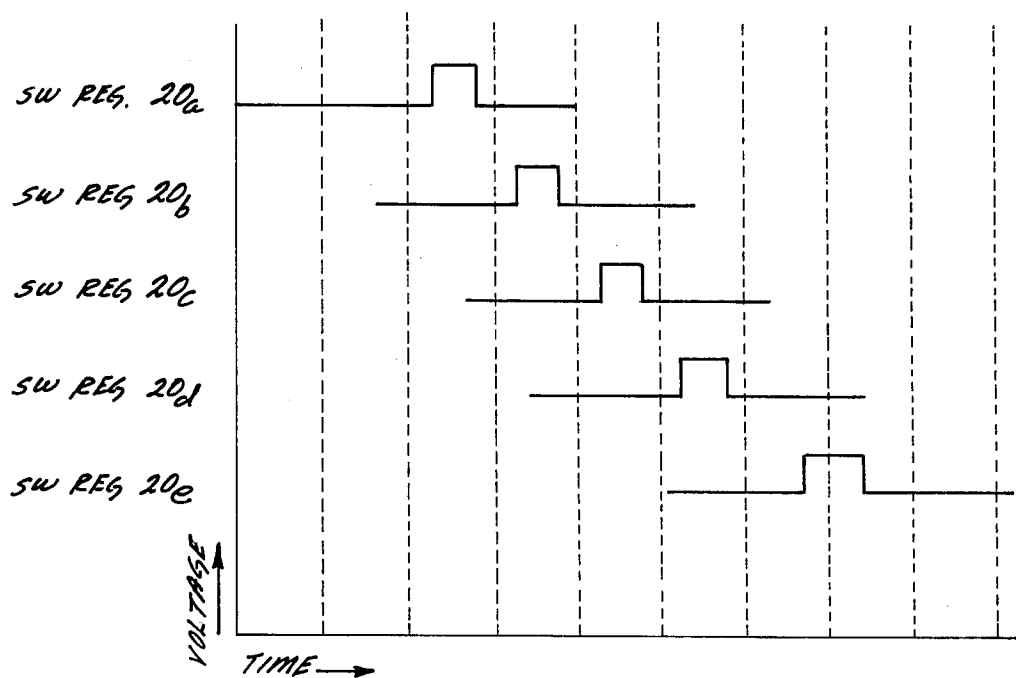 SW REG. 20a
SW REG 20b
SW REG 20c
SW REG 20d
SW REG 20e
VOLTAGE
TIME